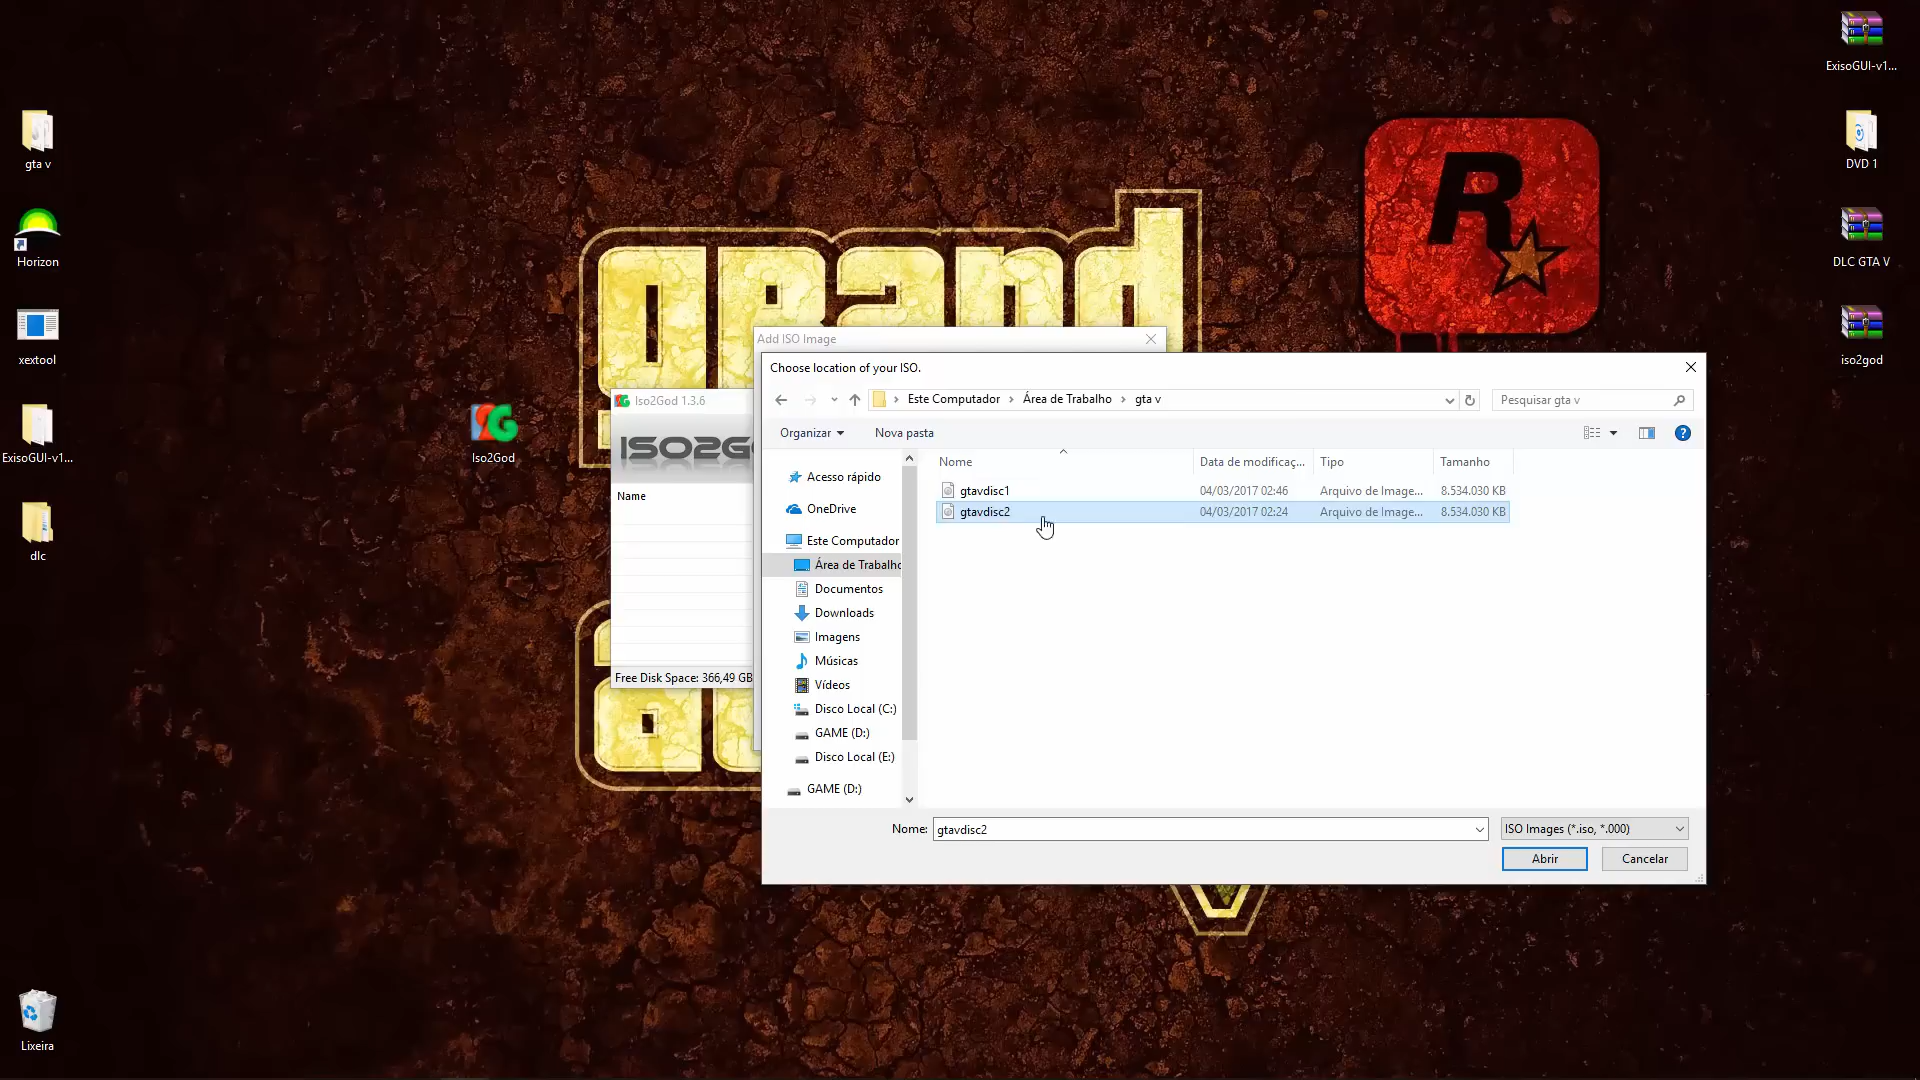 ExisoGUI-v1...
gta v
DVD 1
Horizon
DLC GTA V
xextool
iso2god
ExisoGUI-v1...
dlc
Lixeira
Iso2God
grand
R
Add ISO Image
Iso2God 1.3.6
ISO2G
Name
Free Disk Space: 366,49 GB
Choose location of your ISO.
Este Computador
Área de Trabalho
gta v
Pesquisar gta v
Organizar
Nova pasta
Acesso rápido
OneDrive
Este Computador
Área de Trabalho
Documentos
Downloads
Imagens
Músicas
Vídeos
Disco Local (C:)
GAME (D:)
Disco Local (E:)
GAME (D:)
Nome Data de modificaç... Tipo Tamanho
gtavdisc1 04/03/2017 02:46 Arquivo de Image... 8.534.030 KB
gtavdisc2 04/03/2017 02:24 Arquivo de Image... 8.534.030 KB
Nome: gtavdisc2 ISO Images (*.iso, *.000)
Abrir Cancelar